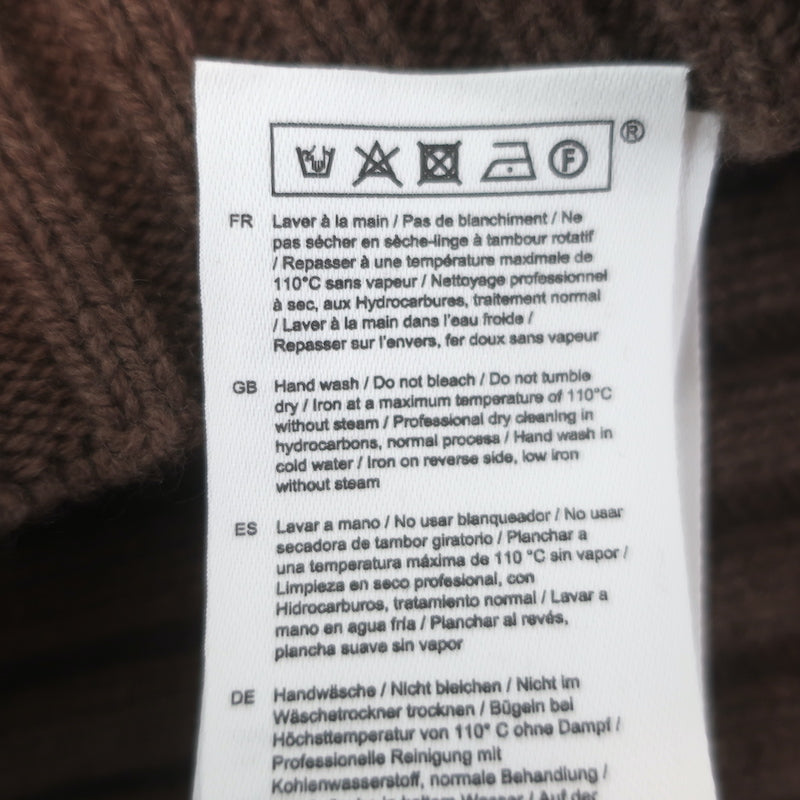 ®
F
FR Laver à la main / Pas de blanchiment / Ne
pas sécher en sèche-linge à tambour rotatif
/ Repasser à une température maximale de
110°C sans vapeur / Nettoyage professionnel
à sec, aux Hydrocarbures, traitement normal
/ Laver à la main dans l'eau froide /
Repasser sur l'envers, fer doux sans vapeur
GB Hand wash / Do not bleach / Do not tumble
dry / Iron at a maximum temperature of 110°C
without steam / Professional dry cleaning in
hydrocarbons, normal process / Hand wash in
cold water / Iron on reverse side, low iron
without steam
ES Lavar a mano / No usar blanqueador / No usar
secadora de tambor giratorio / Planchar a
una temperatura máxima de 110 °C sin vapor /
Limpieza en seco profesional, con
Hidrocarburos, tratamiento normal / Lavar a
mano en agua fría / Planchar al revés,
plancha suave sin vapor
DE Handwäsche / Nicht bleichen / Nicht im
Wäschetrockner trocknen / Bügeln bei
Höchsttemperatur von 110° C ohne Dampf /
Professionelle Reinigung mit
Kohlenwasserstoff, normale Behandlung /
Wasser / Auf der